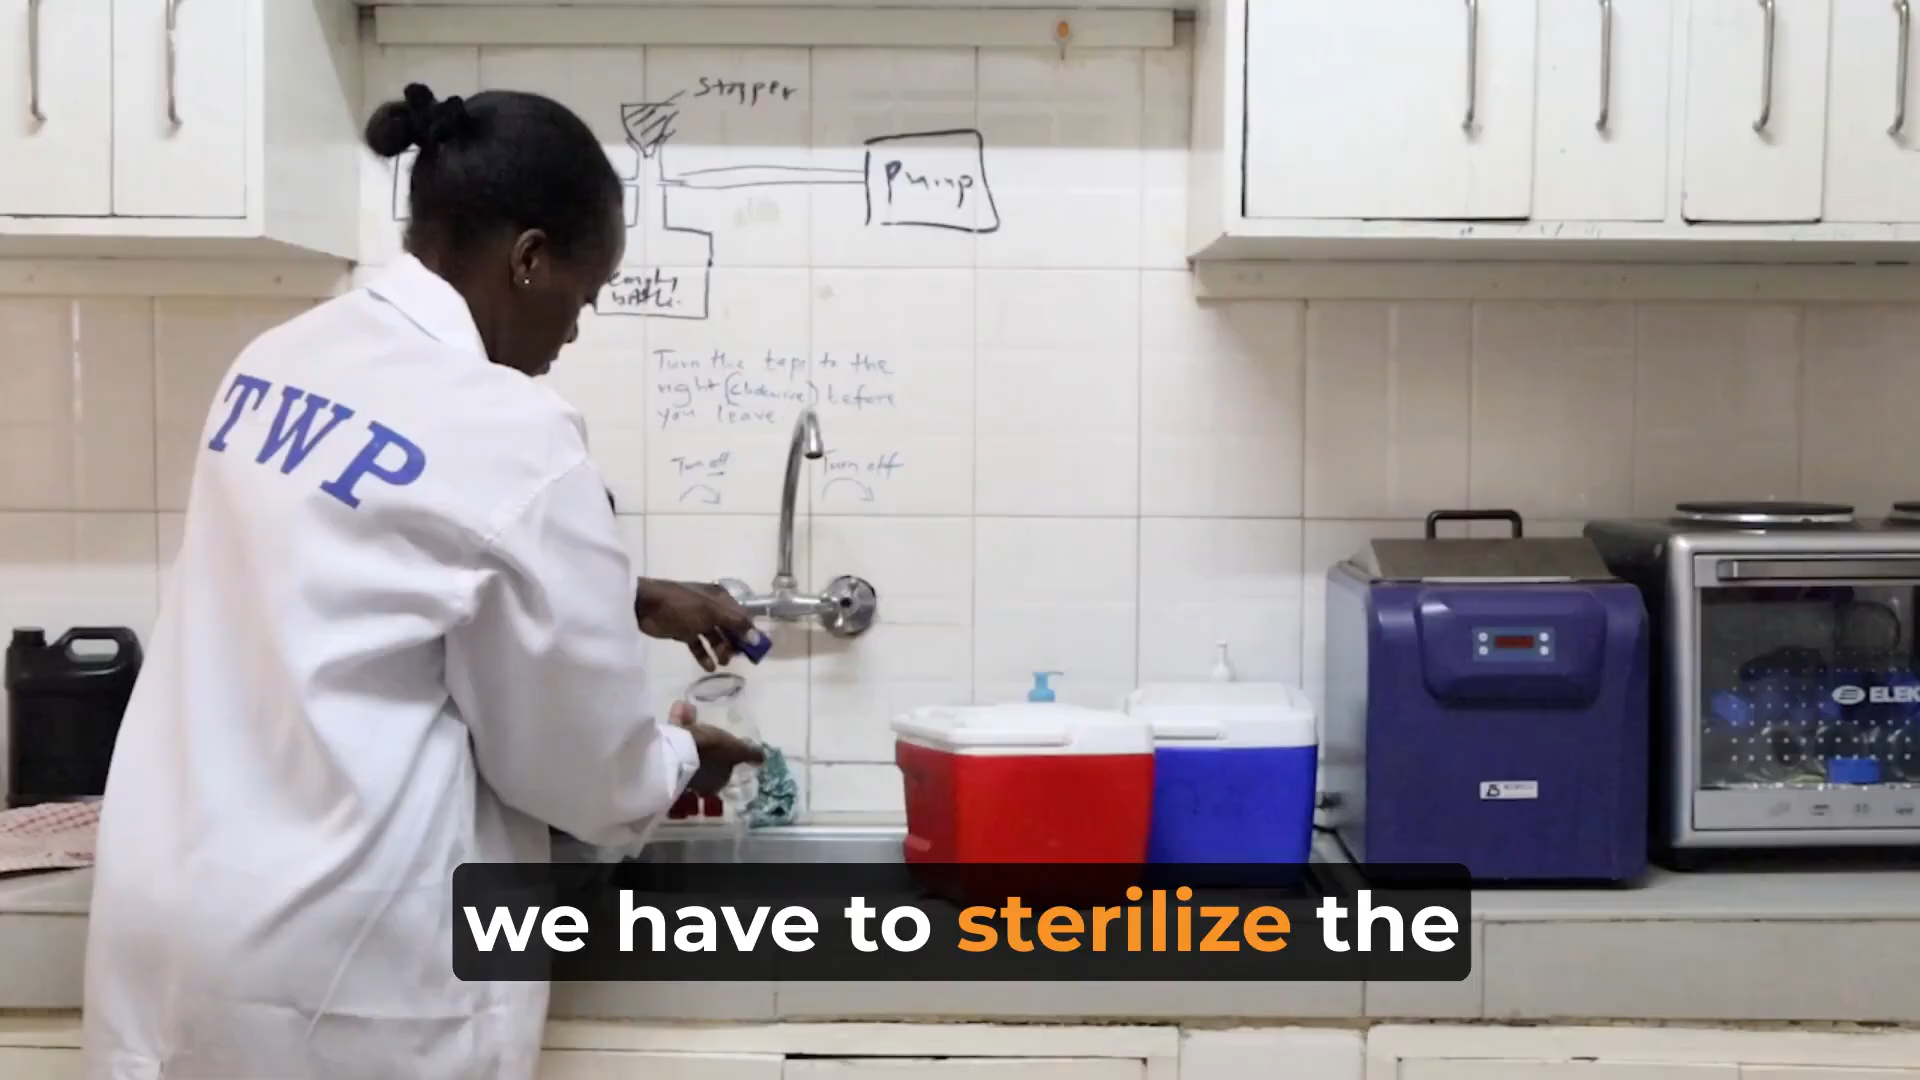 stopper
Pump
empty
bottle.
Turn the taps to the
right (clockwise) before
you leave.
Turn off
Turn off
TWP
ELEK
we have to sterilize the